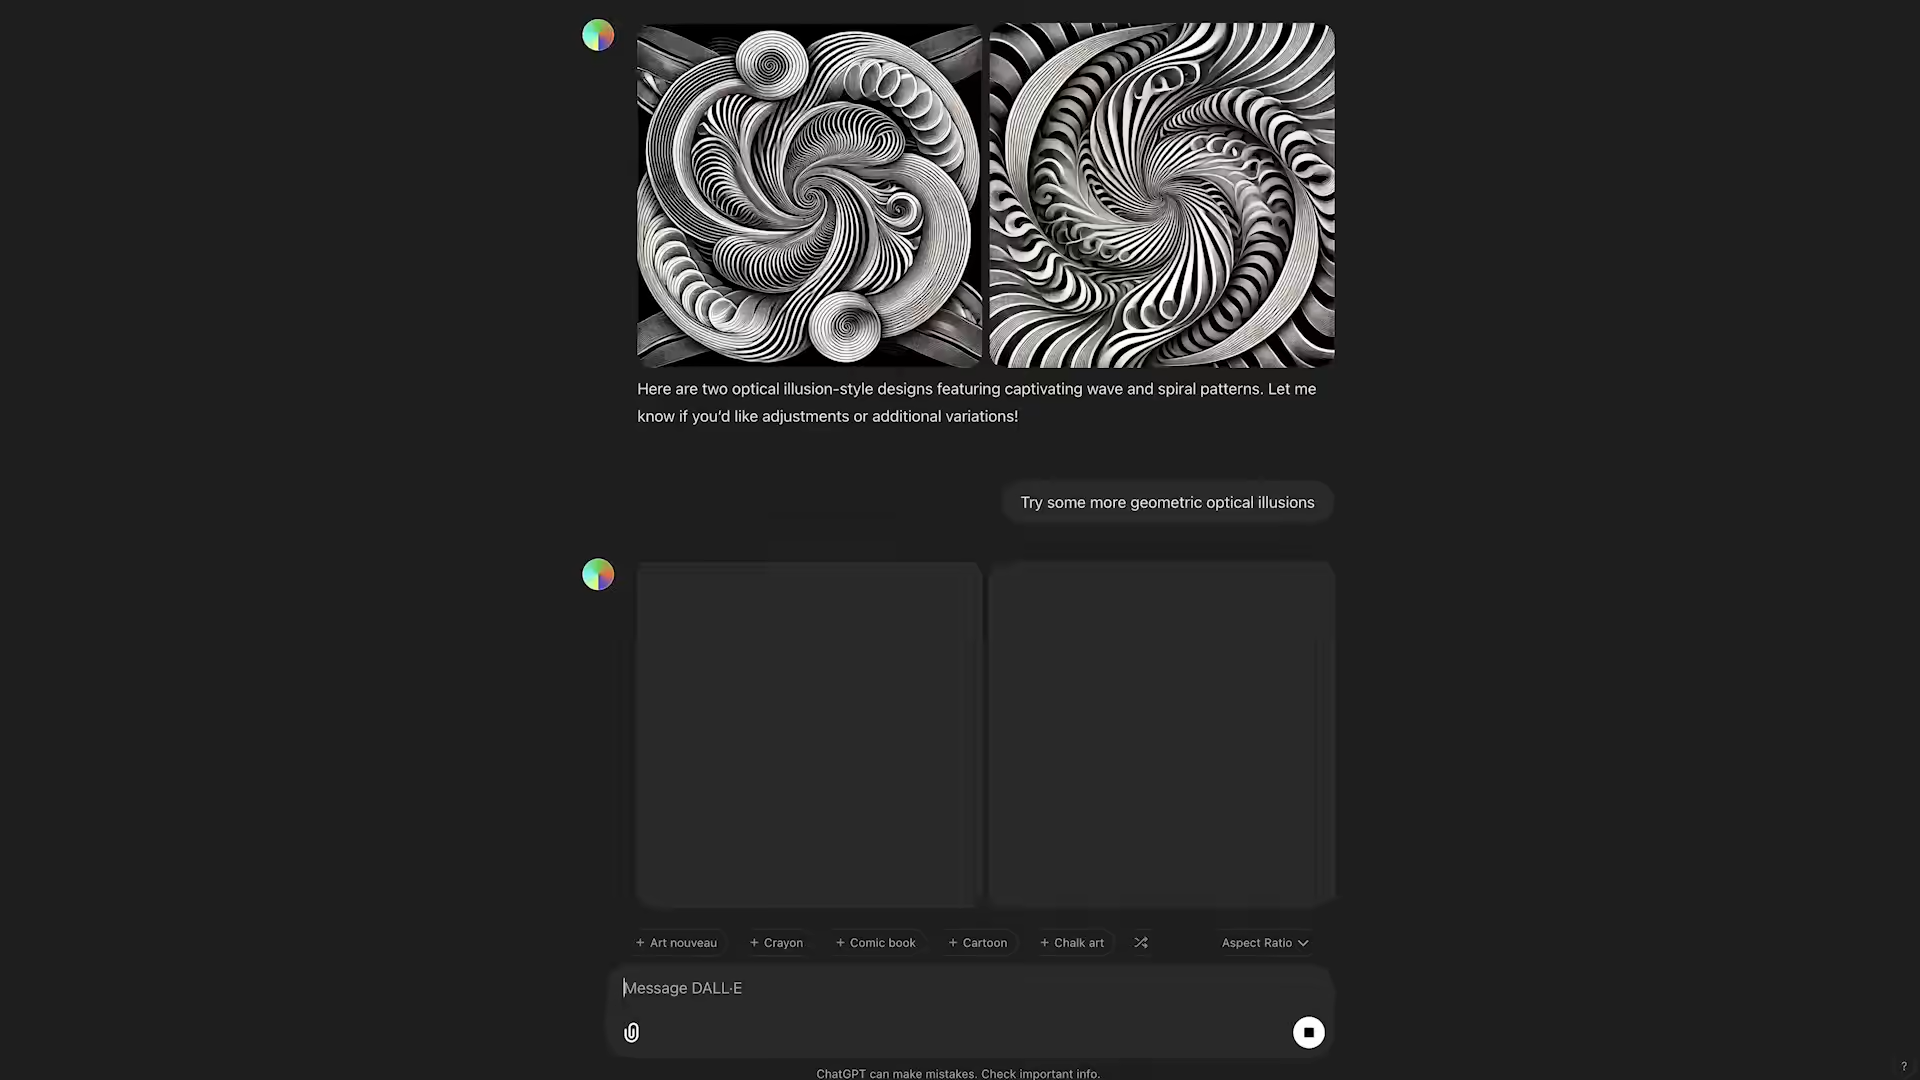 Here are two optical illusion-style designs featuring captivating wave and spiral patterns. Let me
know if you’d like adjustments or additional variations!
Try some more geometric optical illusions
+ Art nouveau
+ Crayon
+ Comic book
+ Cartoon
+ Chalk art
Aspect Ratio
Message DALL·E
ChatGPT can make mistakes. Check important info.
?